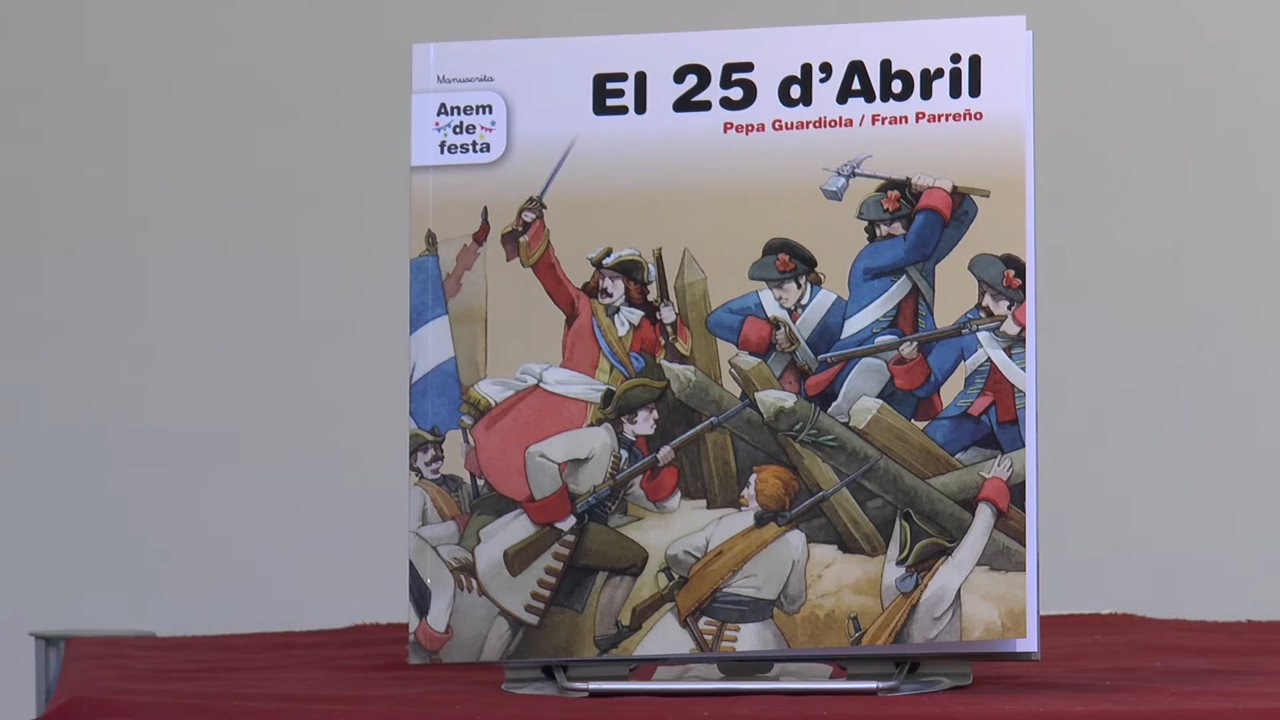 Manuscrita
Anem
de
festa
El 25 d'Abril
Pepa Guardiola / Fran Parreño